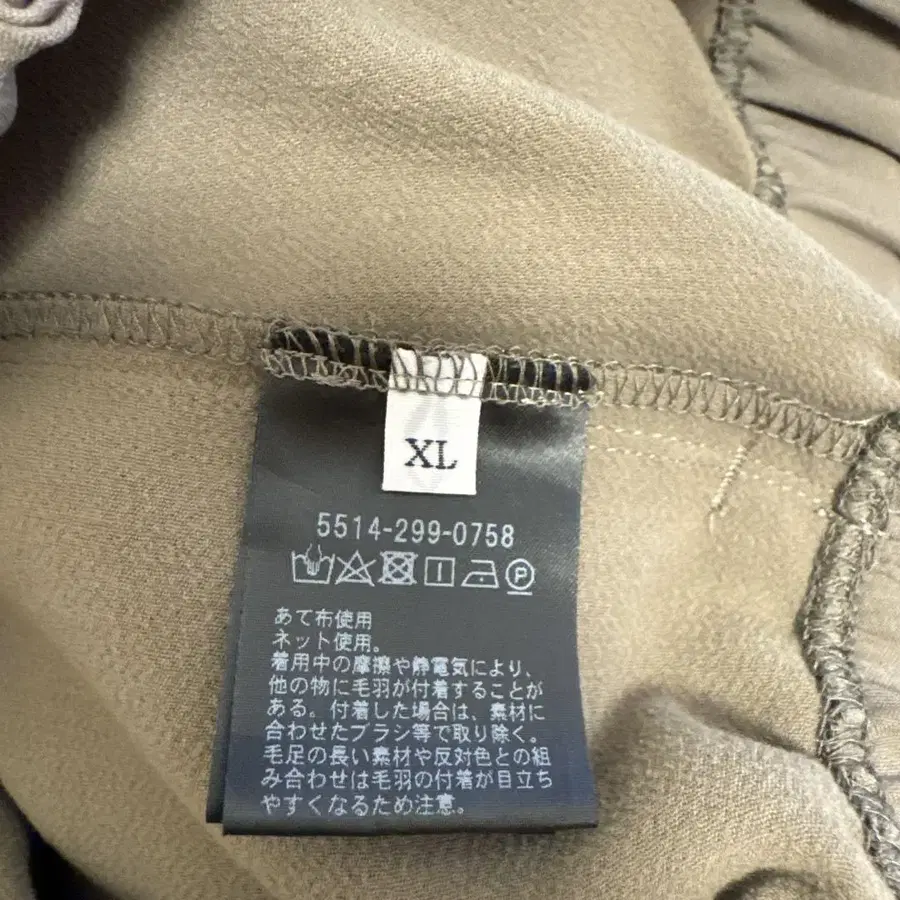 XL
5514-299-0758
P
あて布使用
ネット使用。
着用中の摩擦や静電気により、
他の物に毛羽が付着することが
ある。付着した場合は、素材に
合わせたブラシ等で取り除く。
毛足の長い素材や反対色との組
み合わせは毛羽の付着が目立ち
やすくなるため注意。